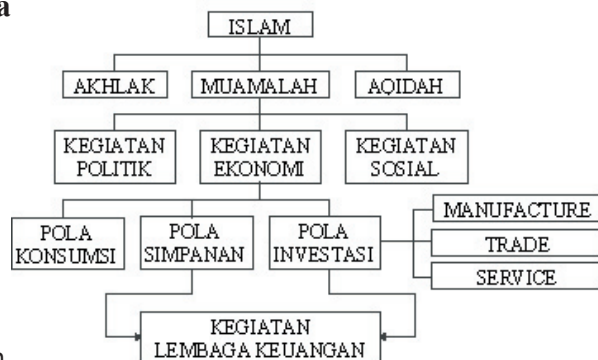 a
ISLAM
AKHLAK
MUAMALAH
AQIDAH
KEGIATAN
POLITIK
KEGIATAN
EKONOMI
KEGIATAN
SOSIAL
POLA
KONSUMSI
POLA
SIMPANAN
POLA
INVESTASI
MANUFACTURE
TRADE
SERVICE
KEGIATAN
LEMBAGA KEUANGAN